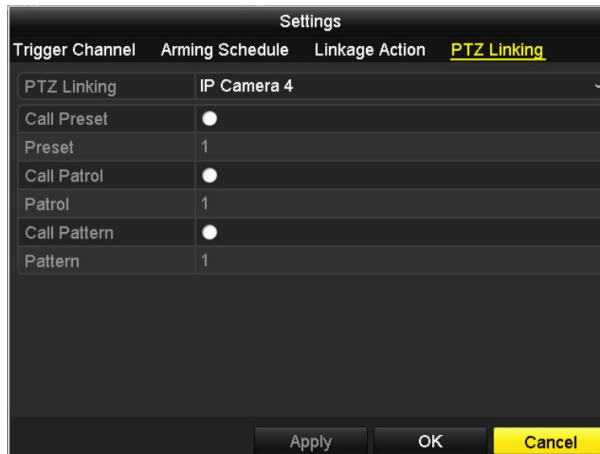 Settings
Trigger Channel Arming Schedule Linkage Action PTZ Linking
PTZ Linking IP Camera 4
Call Preset
Preset 1
Call Patrol
Patrol 1
Call Pattern
Pattern 1
Apply OK Cancel